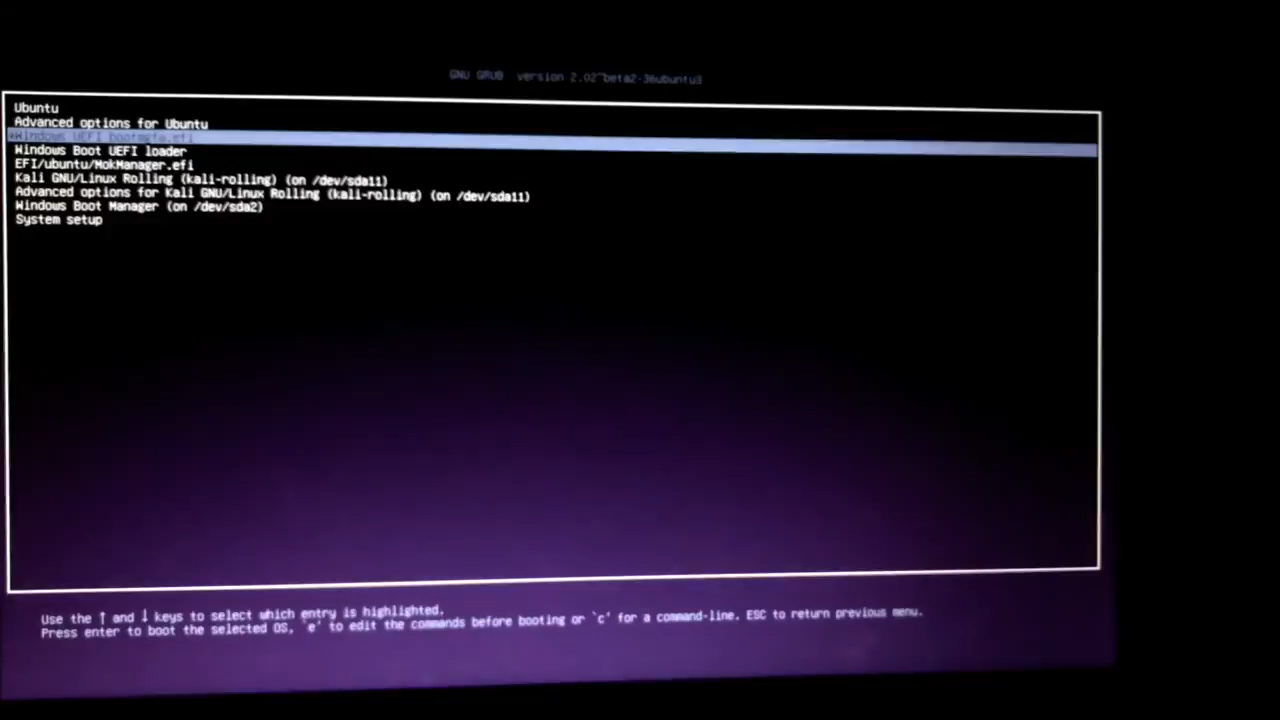 GNU GRUB version 2.02~beta2-36ubuntu3
Ubuntu
Advanced options for Ubuntu
*Windows UEFI bootmgfw.efi
Windows Boot UEFI loader
EFI/ubuntu/MokManager.efi
Kali GNU/Linux Rolling (kali-rolling) (on /dev/sda11)
Advanced options for Kali GNU/Linux Rolling (kali-rolling) (on /dev/sda11)
Windows Boot Manager (on /dev/sda2)
System setup
Use the ↑ and ↓ keys to select which entry is highlighted.
Press enter to boot the selected OS, `e' to edit the commands before booting or `c' for a command-line. ESC to return previous menu.